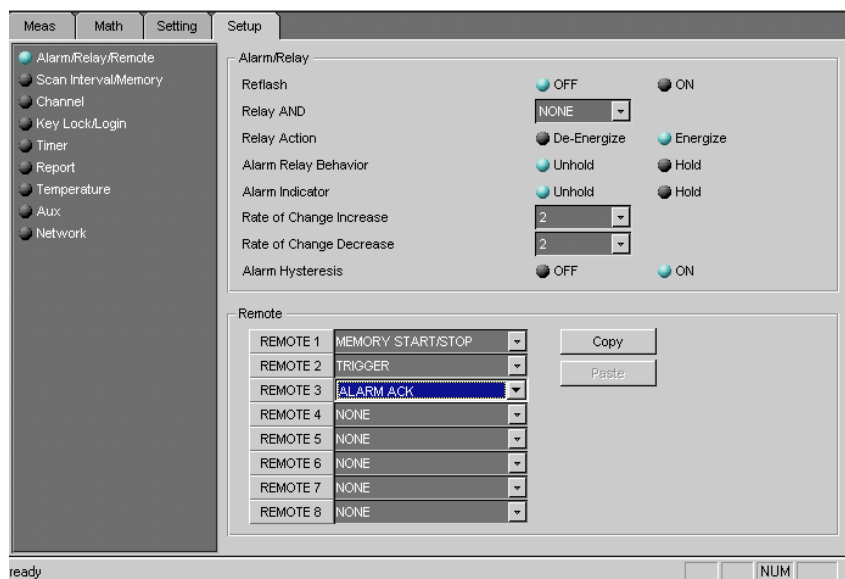 Meas Math Setting Setup
Alarm/Relay/Remote
Scan Interval/Memory
Channel
Key Lock/Login
Timer
Report
Temperature
Aux
Network
Alarm/Relay
Reflash OFF ON
Relay AND NONE
Relay Action De-Energize Energize
Alarm Relay Behavior Unhold Hold
Alarm Indicator Unhold Hold
Rate of Change Increase 2
Rate of Change Decrease 2
Alarm Hysteresis OFF ON
Remote
REMOTE 1 MEMORY START/STOP Copy
REMOTE 2 TRIGGER Paste
REMOTE 3 ALARM ACK
REMOTE 4 NONE
REMOTE 5 NONE
REMOTE 6 NONE
REMOTE 7 NONE
REMOTE 8 NONE
ready NUM